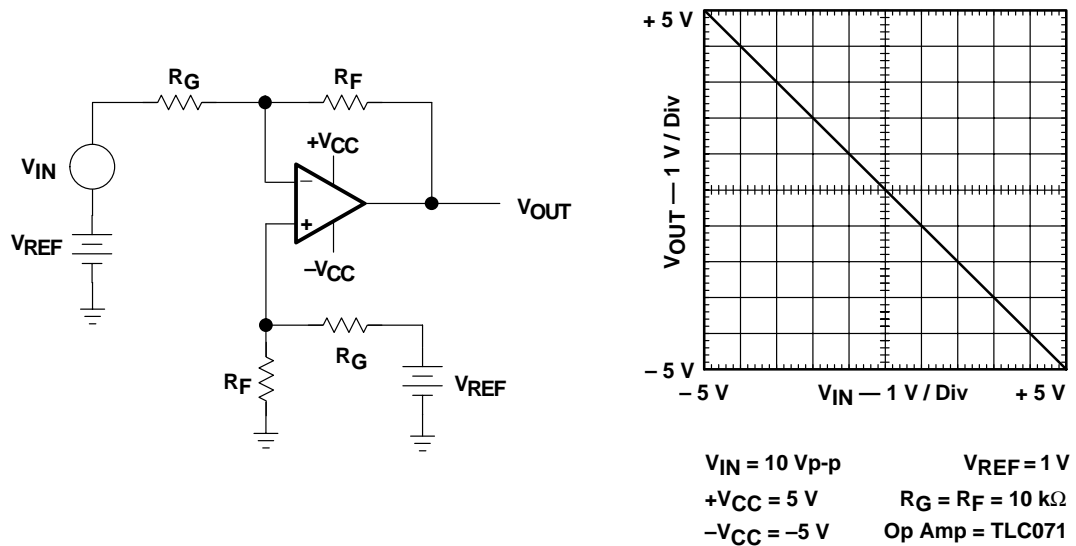 RG
RF
+VCC
VIN
–
+
VOUT
VREF
–VCC
RG
RF
VREF
+ 5 V
VOUT — 1 V / Div
– 5 V
– 5 V
VIN — 1 V / Div
+ 5 V
VIN = 10 Vp-p
VREF = 1 V
+VCC = 5 V
RG = RF = 10 kΩ
–VCC = –5 V
Op Amp = TLC071